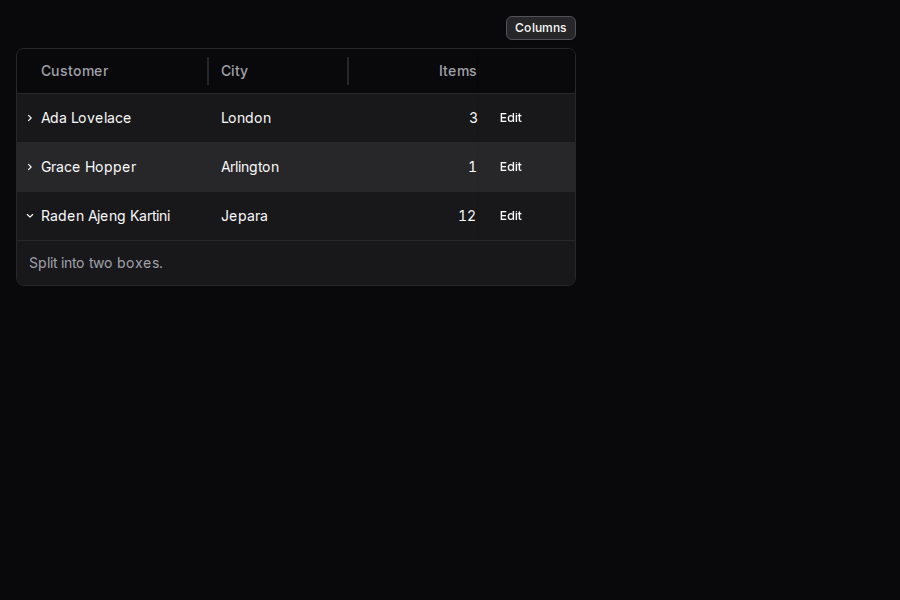 Columns
Customer City Items
Ada Lovelace London 3 Edit
Grace Hopper Arlington 1 Edit
Raden Ajeng Kartini Jepara 12 Edit
Split into two boxes.